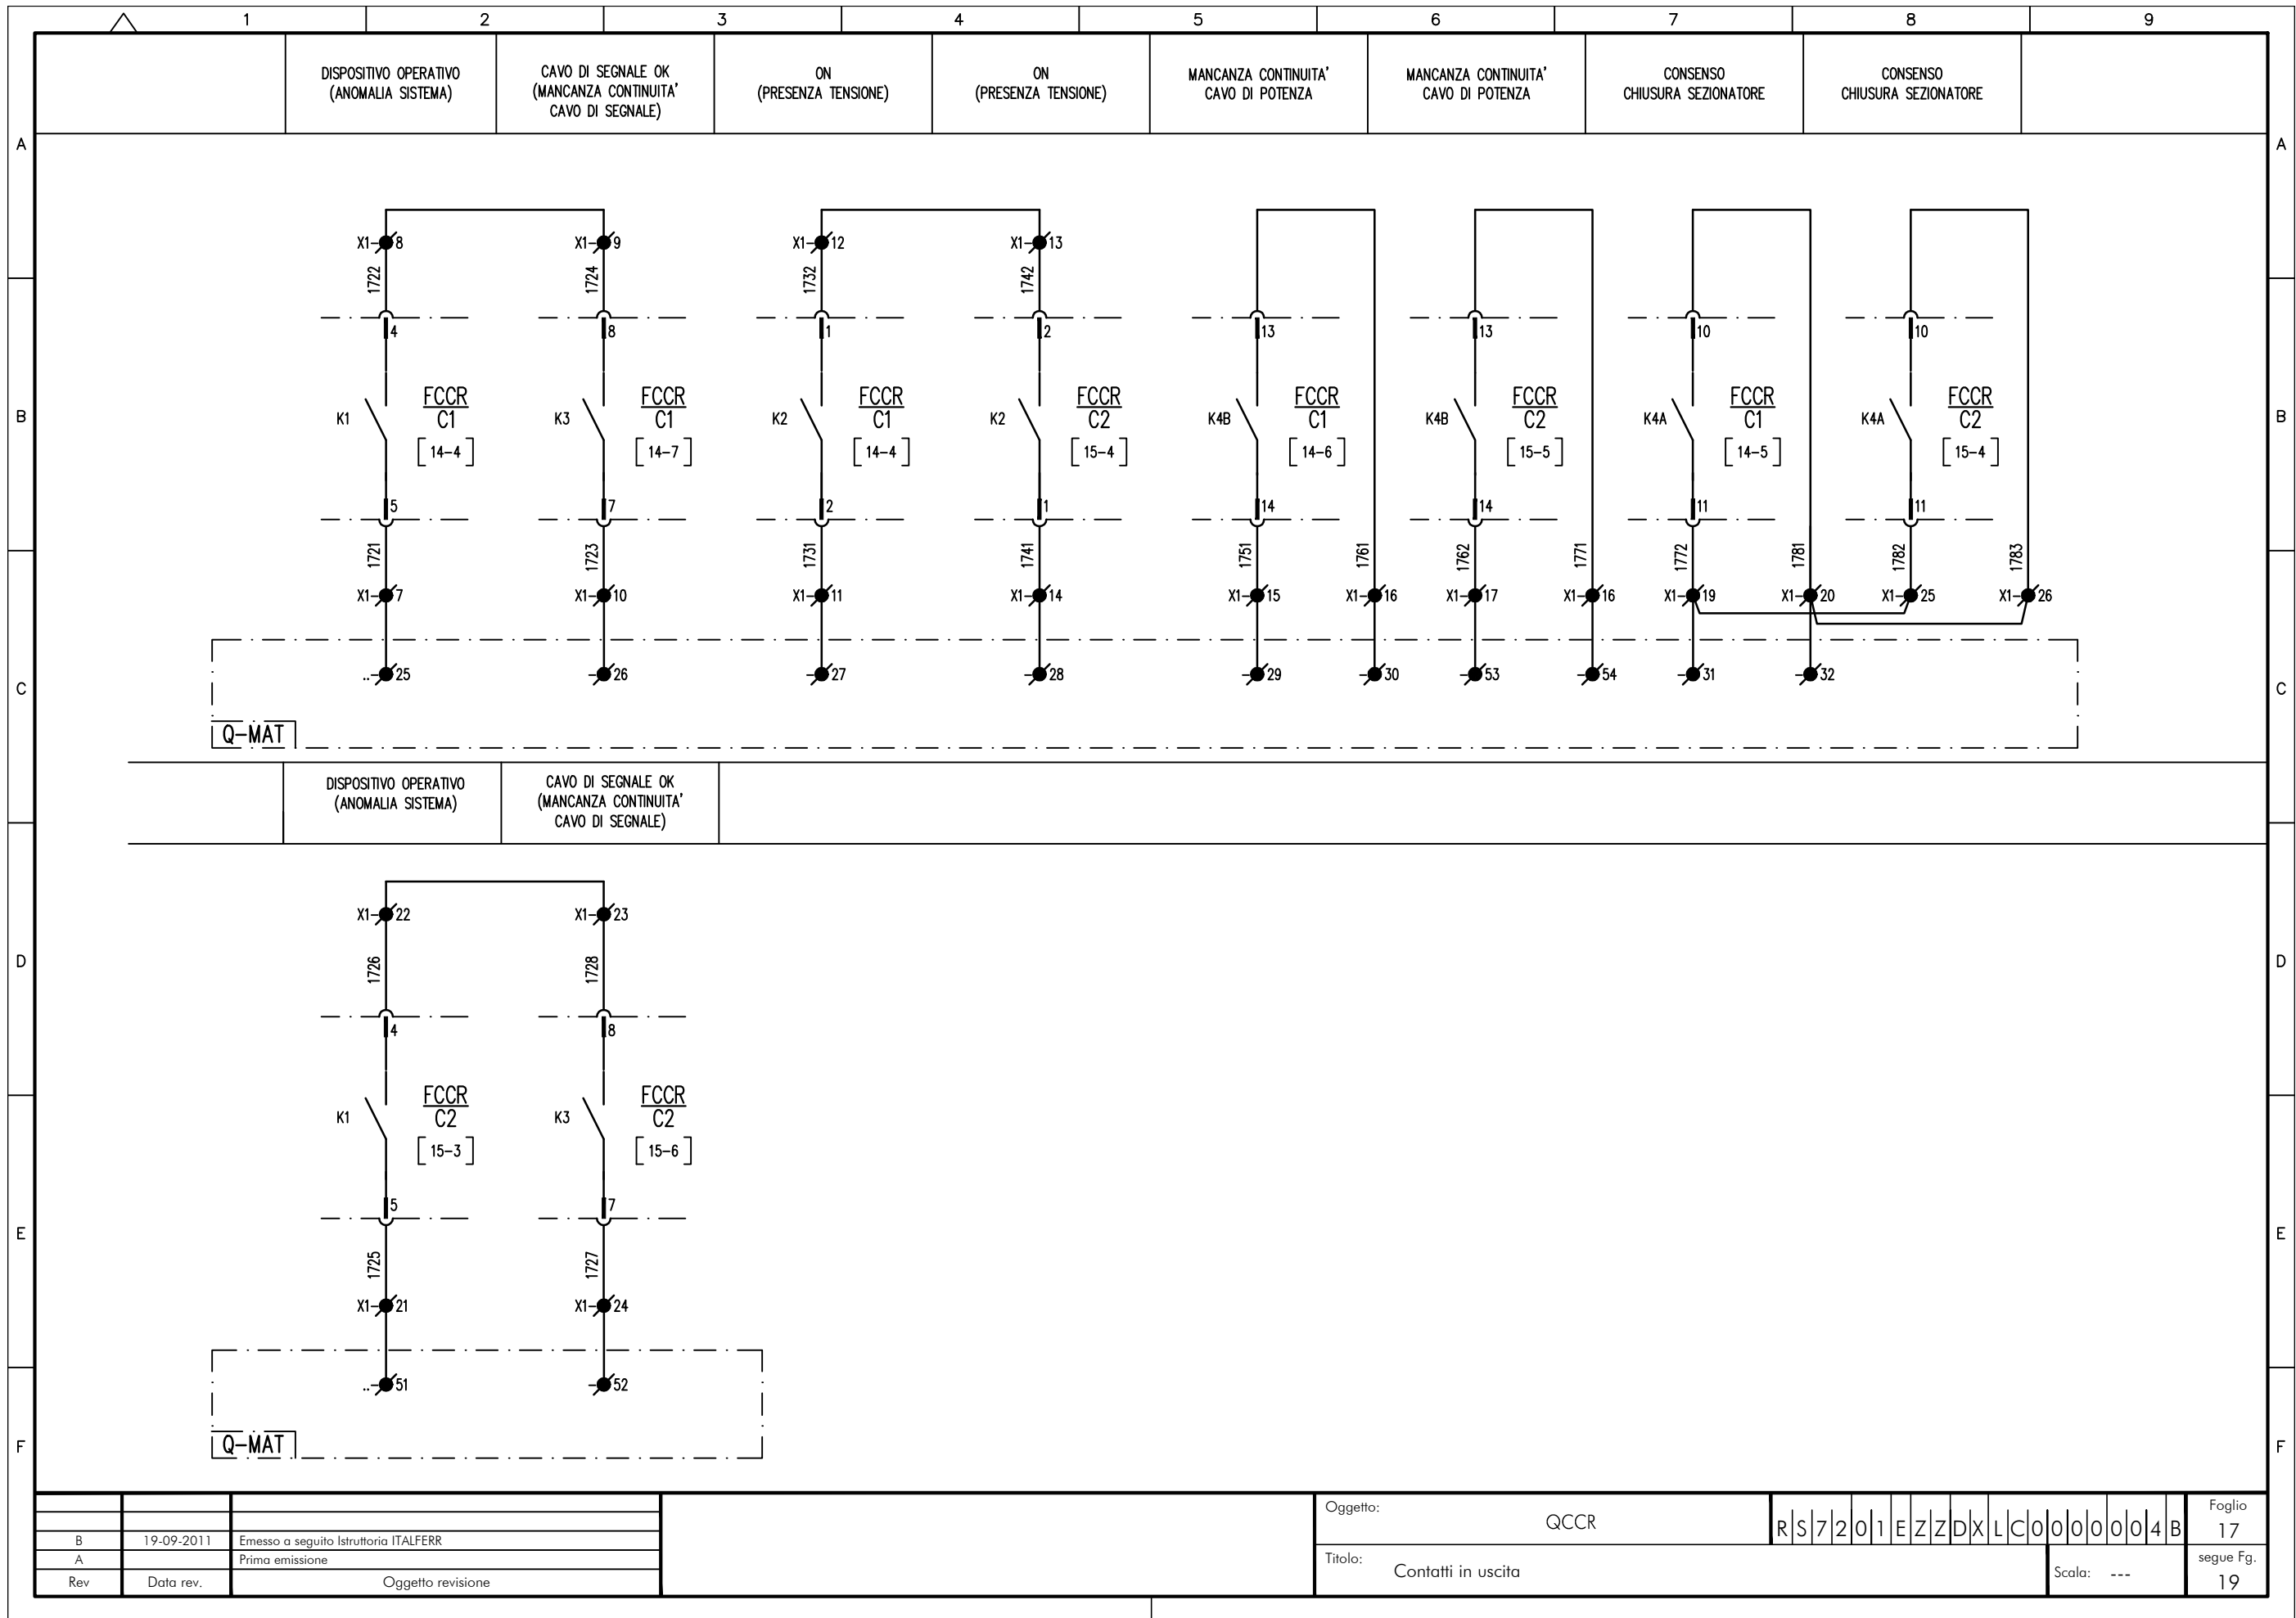 1 2 3 4 5 6 7 8 9
DISPOSITIVO OPERATIVO
(ANOMALIA SISTEMA)
CAVO DI SEGNALE OK
(MANCANZA CONTINUITA'
CAVO DI SEGNALE)
ON
(PRESENZA TENSIONE)
ON
(PRESENZA TENSIONE)
MANCANZA CONTINUITA'
CAVO DI POTENZA
MANCANZA CONTINUITA'
CAVO DI POTENZA
CONSENSO
CHIUSURA SEZIONATORE
CONSENSO
CHIUSURA SEZIONATORE
A A
X1- 8 X1- 9 X1- 12 X1- 13
1722 1724 1732 1742
4 8 1 2 13 13 10 10
K1 FCCR C1 [14-4]
K3 FCCR C1 [14-7]
K2 FCCR C1 [14-4]
K2 FCCR C2 [15-4]
K4B FCCR C1 [14-6]
K4B FCCR C2 [15-5]
K4A FCCR C1 [14-5]
K4A FCCR C2 [15-4]
B B
5 7 2 1 14 14 11 11
1721 1723 1731 1741 1751 1761 1762 1771 1772 1781 1782 1783
X1- 7 X1- 10 X1- 11 X1- 14 X1- 15 X1- 16 X1- 17 X1- 16 X1- 19 X1- 20 X1- 25 X1- 26
..- 25 - 26 - 27 - 28 - 29 - 30 - 53 - 54 - 31 - 32
C C
Q-MAT
DISPOSITIVO OPERATIVO
(ANOMALIA SISTEMA)
CAVO DI SEGNALE OK
(MANCANZA CONTINUITA'
CAVO DI SEGNALE)
X1- 22 X1- 23
D D
1726 1728
4 8
K1 FCCR C2 [15-3]
K3 FCCR C2 [15-6]
5 7
E E
1725 1727
X1- 21 X1- 24
..- 51 - 52
Q-MAT
F F
B 19-09-2011 Emesso a seguito Istruttoria ITALFERR
A Prima emissione
Rev Data rev. Oggetto revisione
Oggetto: QCCR
RS7201EZZDXLC0000004B
Foglio
17
Titolo: Contatti in uscita
Scala: ---
segue Fg.
19